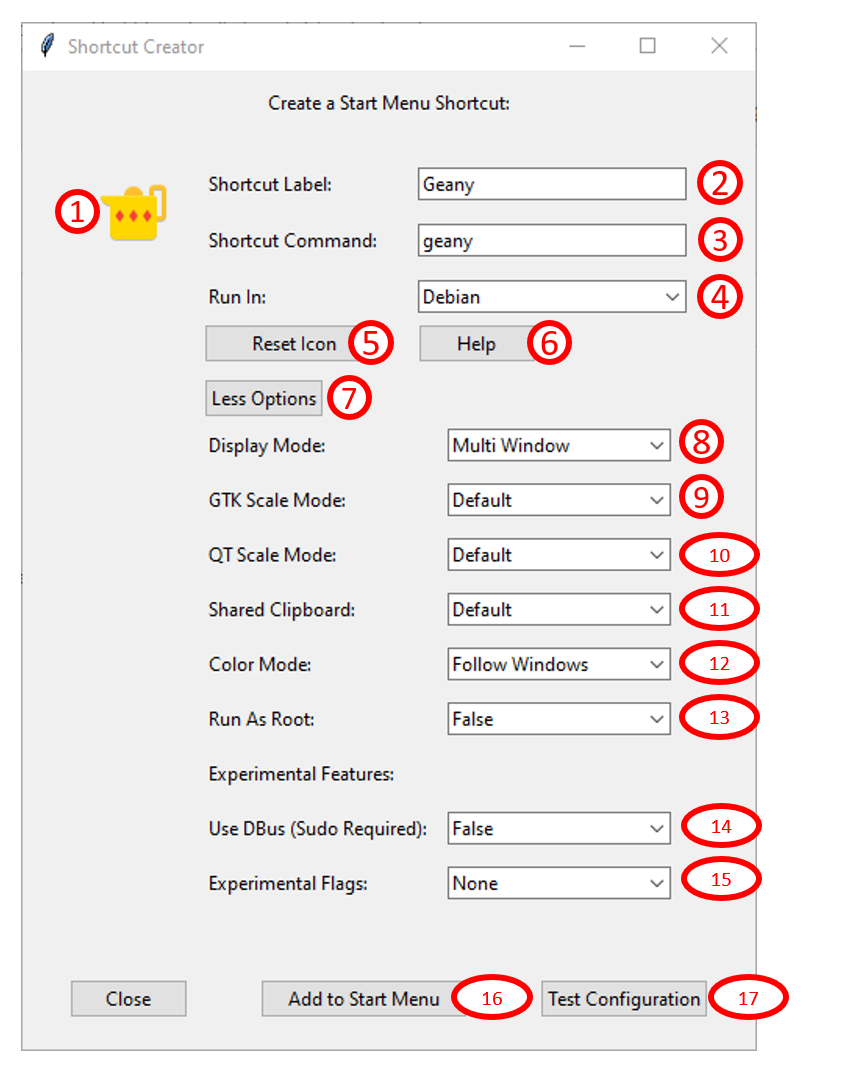 Shortcut Creator
Create a Start Menu Shortcut:
1
Shortcut Label: Geany 2
Shortcut Command: geany 3
Run In: Debian 4
Reset Icon 5 Help 6
Less Options 7
Display Mode: Multi Window 8
GTK Scale Mode: Default 9
QT Scale Mode: Default 10
Shared Clipboard: Default 11
Color Mode: Follow Windows 12
Run As Root: False 13
Experimental Features:
Use DBus (Sudo Required): False 14
Experimental Flags: None 15
Close Add to Start Menu 16 Test Configuration 17